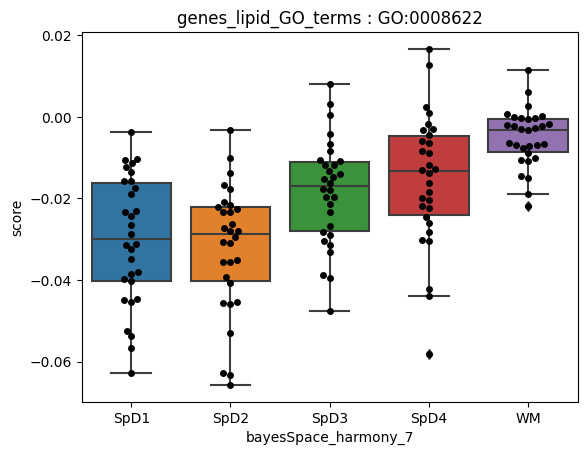 genes_lipid_GO_terms : GO:0008622
0.02
0.00
−0.02
−0.04
−0.06
score
SpD1 SpD2 SpD3 SpD4 WM
bayesSpace_harmony_7